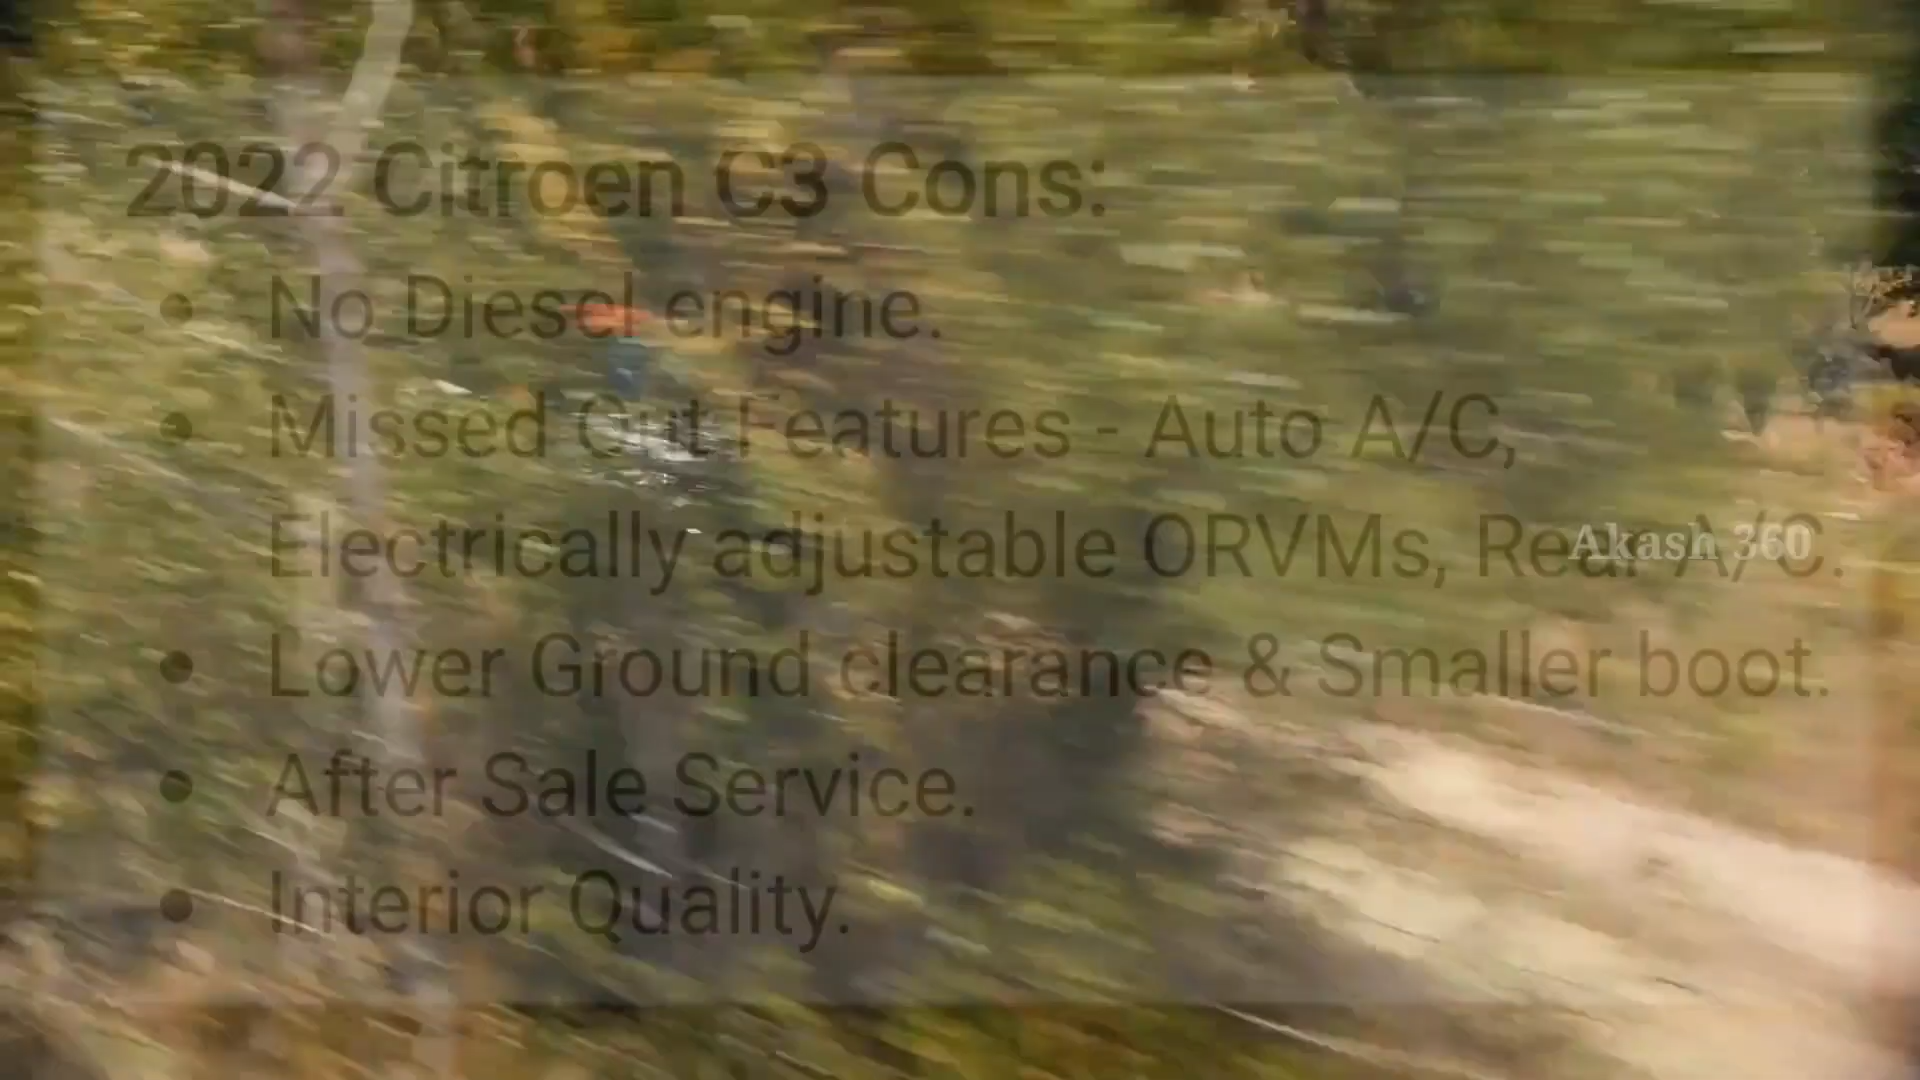 2022 Citroen C3 Cons:
• No Diesel engine.
• Missed Out Features - Auto A/C,
Electrically adjustable ORVMs, Rear A/C.
Akash 360
• Lower Ground clearance & Smaller boot.
• After Sale Service.
• Interior Quality.